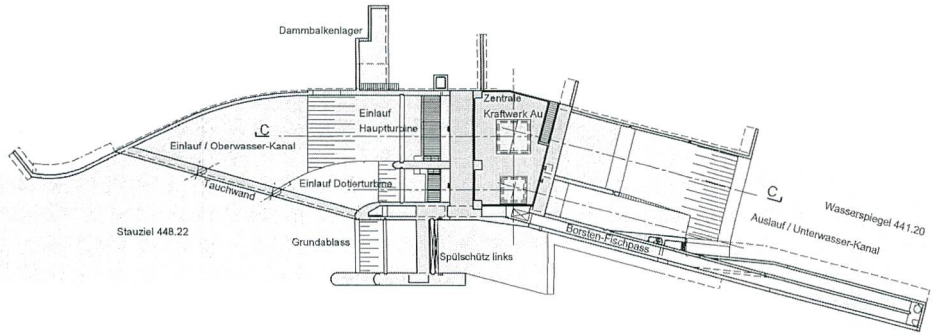 Dammbalkenlager
Zentrale
Kraftwerk Au
Einlauf
Hauptturbine
C
Einlauf / Oberwasser-Kanal
Einlauf Dotierturbine
Tauchwand
C
Wasserspiegel 441.20
Auslauf / Unterwasser-Kanal
Stauziel 448.22
Grundablass
Borsten-Fischpass
Spülschütz links